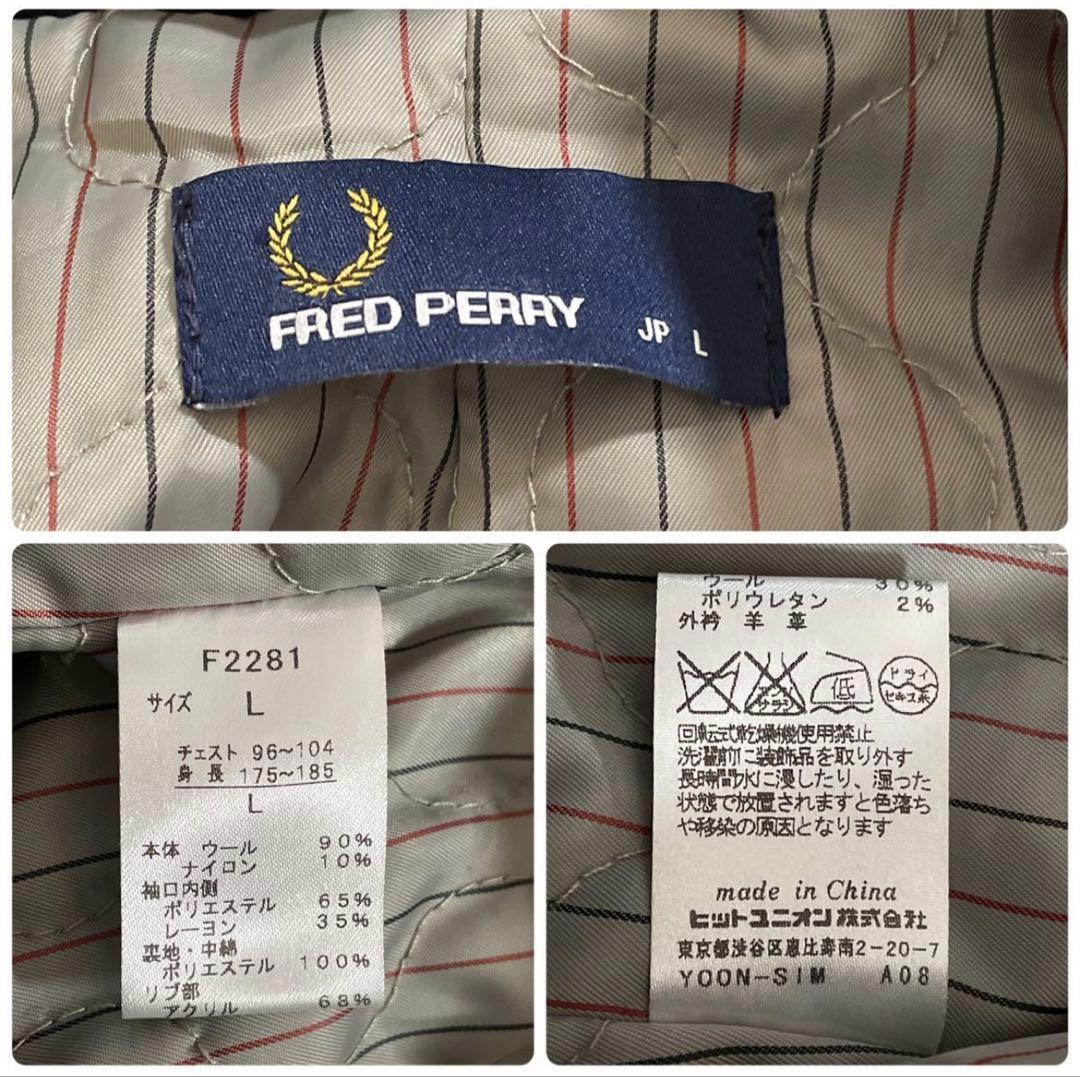 FRED PERRY JP L
F2281
サイズ L
チェスト 96~104
身長 175~185
L
本体 ウール 90%
ナイロン 10%
袖口内側
ポリエステル 65%
レーヨン 35%
裏地・中綿
ポリエステル 100%
リブ部
アクリル 68%
ウール 30%
ポリウレタン 2%
外衿 羊革
エンソ サラシ 低 ドライ セキユ系
回転式乾燥機使用禁止
洗濯前に装飾品を取り外す
長時間水に浸したり、湿った
状態で放置されますと色落ち
や移染の原因となります
made in China
ヒットユニオン株式会社
東京都渋谷区恵比寿南2-20-7
YOON-SIM A08